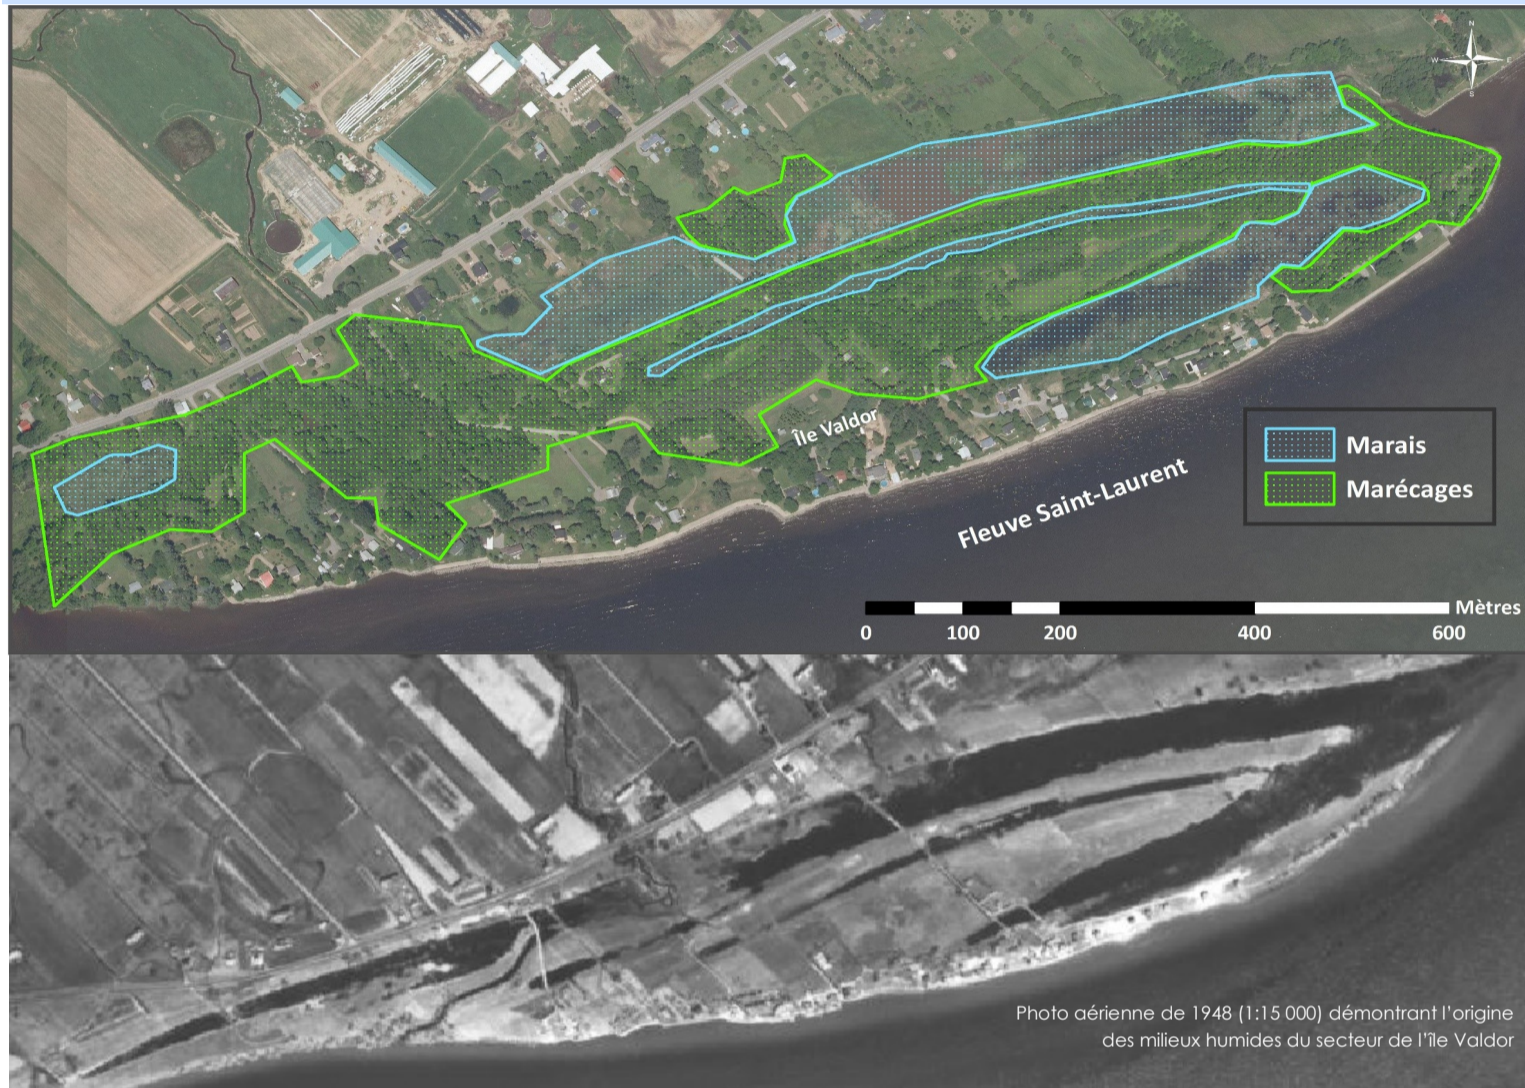 N
W
E
S
Île Valdor
Fleuve Saint-Laurent
Marais
Marécages
Mètres
0 100 200 400 600
Photo aérienne de 1948 (1:15 000) démontrant l'origine
des milieux humides du secteur de l'île Valdor